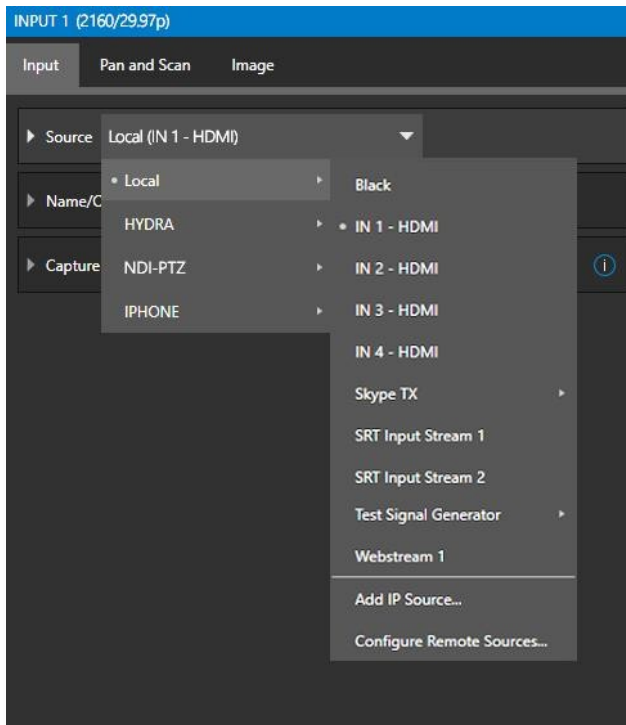 INPUT 1 (2160/29.97p)
Input Pan and Scan Image
Source Local (IN 1 - HDMI)
Name/C
Capture
Local
HYDRA
NDI-PTZ
IPHONE
Black
IN 1 - HDMI
IN 2 - HDMI
IN 3 - HDMI
IN 4 - HDMI
Skype TX
SRT Input Stream 1
SRT Input Stream 2
Test Signal Generator
Webstream 1
Add IP Source...
Configure Remote Sources...